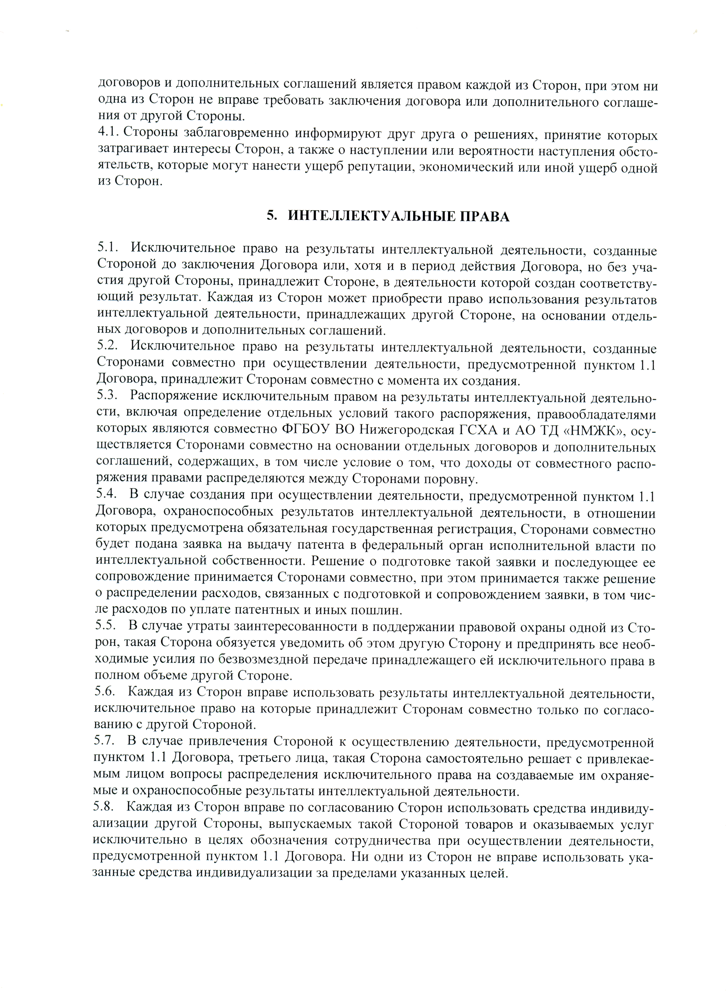 договоров и дополнительных соглашений является правом каждой из Сторон, при этом ни
одна из Сторон не вправе требовать заключения договора или дополнительного соглаше-
ния от другой Стороны.
4.1. Стороны заблаговременно информируют друг друга о решениях, принятие которых
затрагивает интересы Сторон, а также о наступлении или вероятности наступления обсто-
ятельств, которые могут нанести ущерб репутации, экономический или иной ущерб одной
из Сторон.
5. ИНТЕЛЛЕКТУАЛЬНЫЕ ПРАВА
5.1. Исключительное право на результаты интеллектуальной деятельности, созданные
Стороной до заключения Договора или, хотя и в период действия Договора, но без уча-
стия другой Стороны, принадлежит Стороне, в деятельности которой создан соответству-
ющий результат. Каждая из Сторон может приобрести право использования результатов
интеллектуальной деятельности, принадлежащих другой Стороне, на основании отдель-
ных договоров и дополнительных соглашений.
5.2. Исключительное право на результаты интеллектуальной деятельности, созданные
Сторонами совместно при осуществлении деятельности, предусмотренной пунктом 1.1
Договора, принадлежит Сторонам совместно с момента их создания.
5.3. Распоряжение исключительным правом на результаты интеллектуальной деятельно-
сти, включая определение отдельных условий такого распоряжения, правообладателями
которых являются совместно ФГБОУ ВО Нижегородская ГСХА и АО ТД «НМЖК», осу-
ществляется Сторонами совместно на основании отдельных договоров и дополнительных
соглашений, содержащих, в том числе условие о том, что доходы от совместного распо-
ряжения правами распределяются между Сторонами поровну.
5.4. В случае создания при осуществлении деятельности, предусмотренной пунктом 1.1
Договора, охраноспособных результатов интеллектуальной деятельности, в отношении
которых предусмотрена обязательная государственная регистрация, Сторонами совместно
будет подана заявка на выдачу патента в федеральный орган исполнительной власти по
интеллектуальной собственности. Решение о подготовке такой заявки и последующее ее
сопровождение принимается Сторонами совместно, при этом принимается также решение
о распределении расходов, связанных с подготовкой и сопровождением заявки, в том чис-
ле расходов по уплате патентных и иных пошлин.
5.5. В случае утраты заинтересованности в поддержании правовой охраны одной из Сто-
рон, такая Сторона обязуется уведомить об этом другую Сторону и предпринять все необ-
ходимые усилия по безвозмездной передаче принадлежащего ей исключительного права в
полном объеме другой Стороне.
5.6. Каждая из Сторон вправе использовать результаты интеллектуальной деятельности,
исключительное право на которые принадлежит Сторонам совместно только по согласо-
ванию с другой Стороной.
5.7. В случае привлечения Стороной к осуществлению деятельности, предусмотренной
пунктом 1.1 Договора, третьего лица, такая Сторона самостоятельно решает с привлекае-
мым лицом вопросы распределения исключительного права на создаваемые им охраняе-
мые и охраноспособные результаты интеллектуальной деятельности.
5.8. Каждая из Сторон вправе по согласованию Сторон использовать средства индивиду-
ализации другой Стороны, выпускаемых такой Стороной товаров и оказываемых услуг
исключительно в целях обозначения сотрудничества при осуществлении деятельности,
предусмотренной пунктом 1.1 Договора. Ни одни из Сторон не вправе использовать ука-
занные средства индивидуализации за пределами указанных целей.